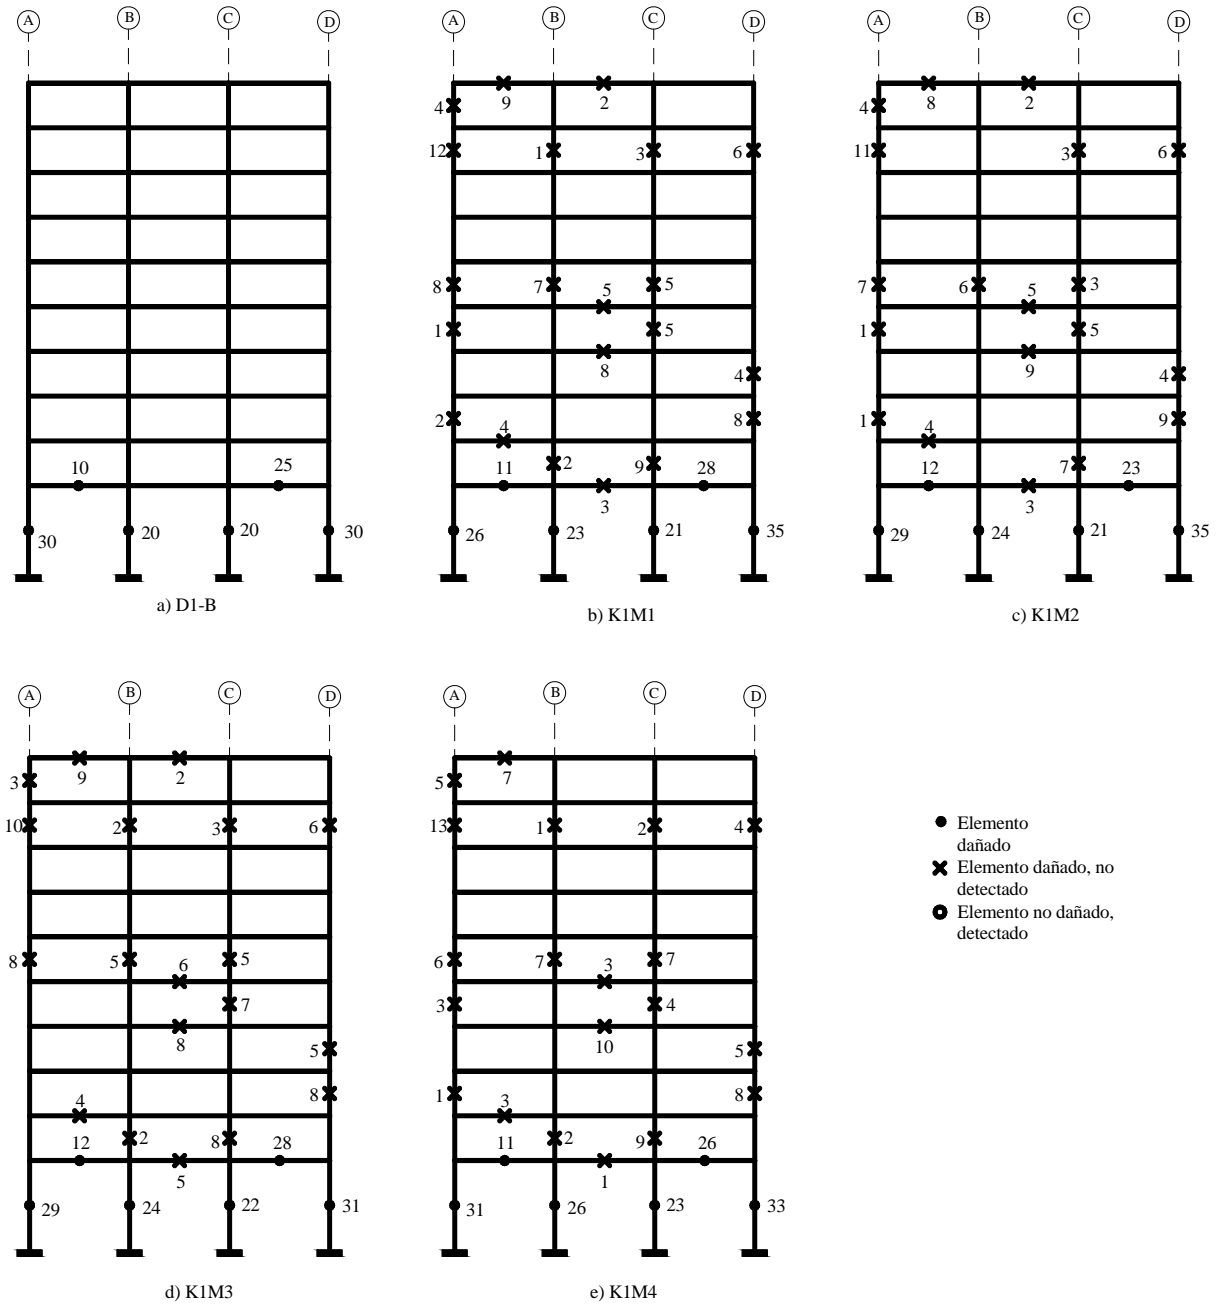 A B C D
10 25
30 20 20 30
a) D1-B
A B C D
4 9 2
12 1 3 6
8 7 5 5
1 5
8
4
2 4 8
11 2 9 28
3
26 23 21 35
b) K1M1
A B C D
4 8 2
11 3 6
7 6 5 3
1 5
9
4
1 4 9
12 7 23
3
29 24 21 35
c) K1M2
A B C D
3 9 2
10 2 3 6
8 5 6 5
7
8 5
8
4
12 2 8 28
5
29 24 22 31
d) K1M3
A B C D
5 7
13 1 2 4
6 7 3 7
3 4
10 5
1 8
3
11 2 9 26
1
31 26 23 33
e) K1M4
Elemento
dañado
Elemento dañado, no
detectado
Elemento no dañado,
detectado